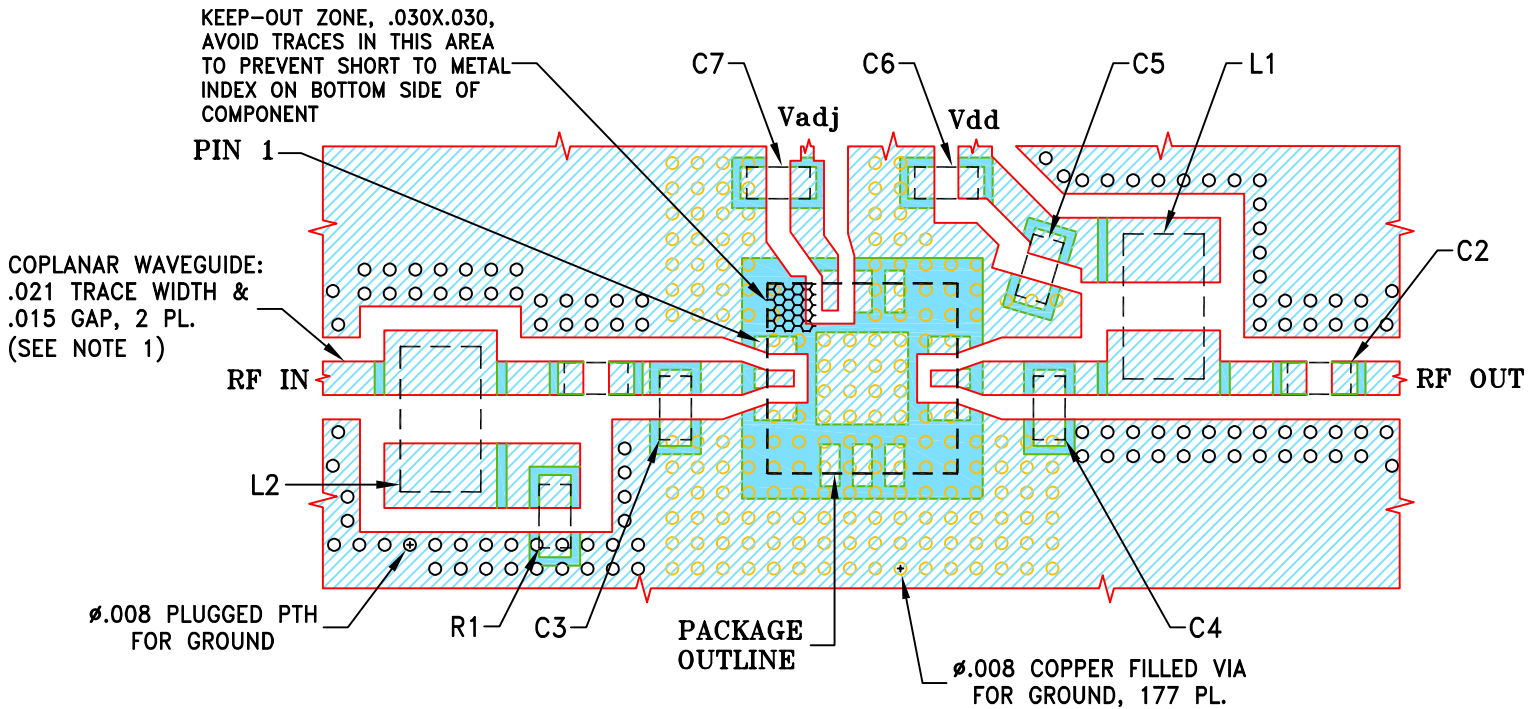 KEEP-OUT ZONE, .030X.030,
AVOID TRACES IN THIS AREA
TO PREVENT SHORT TO METAL
INDEX ON BOTTOM SIDE OF
COMPONENT
C7
C6
C5
L1
Vadj
Vdd
PIN 1
C2
COPLANAR WAVEGUIDE:
.021 TRACE WIDTH &
.015 GAP, 2 PL.
(SEE NOTE 1)
RF IN
RF OUT
L2
ø.008 PLUGGED PTH
FOR GROUND
R1
C3
PACKAGE
OUTLINE
C4
ø.008 COPPER FILLED VIA
FOR GROUND, 177 PL.